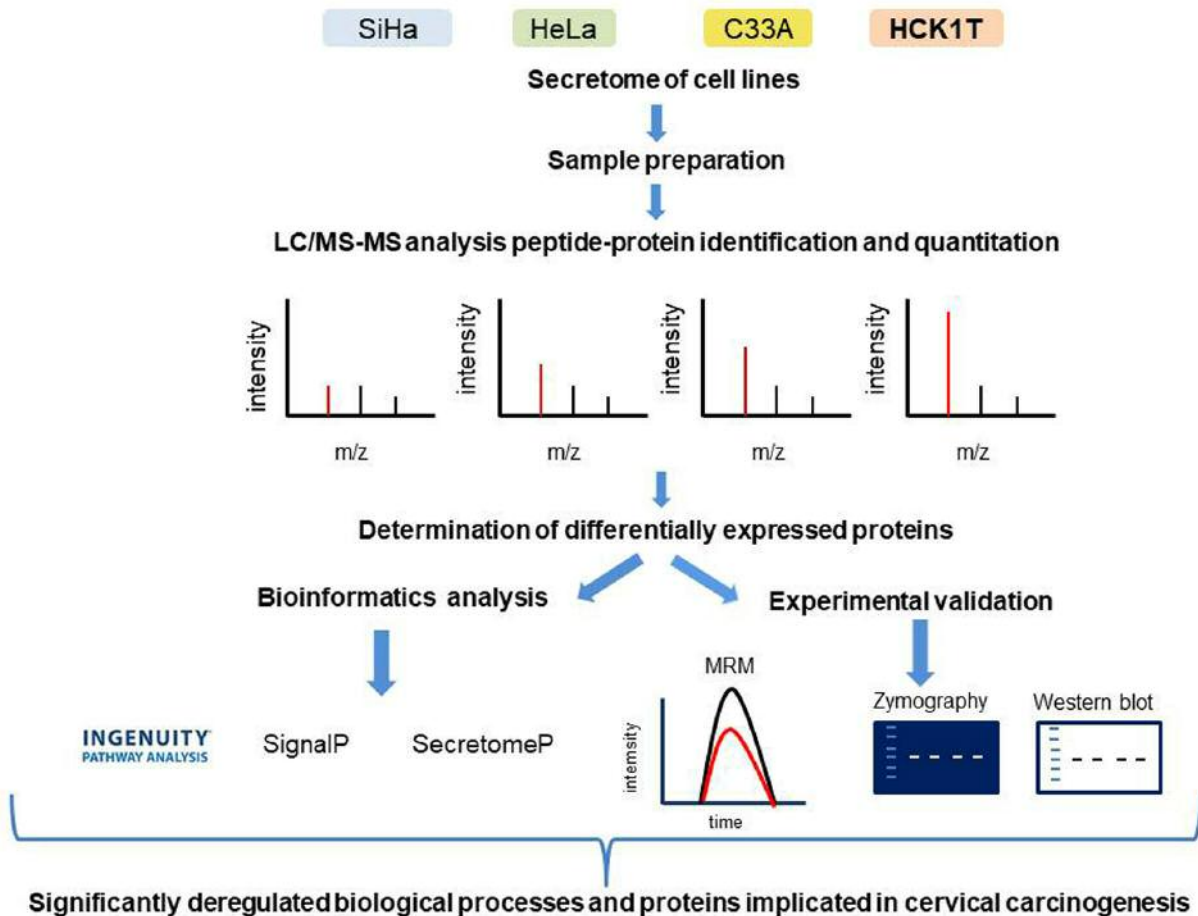 SiHa HeLa C33A HCK1T
Secretome of cell lines
Sample preparation
LC/MS-MS analysis peptide-protein identification and quantitation
intensity intensity intensity intensity
m/z m/z m/z m/z
Determination of differentially expressed proteins
Bioinformatics analysis
Experimental validation
MRM
Zymography Western blot
INGENUITY
PATHWAY ANALYSIS
SignalP SecretomeP
intemsity
time
Significantly deregulated biological processes and proteins implicated in cervical carcinogenesis